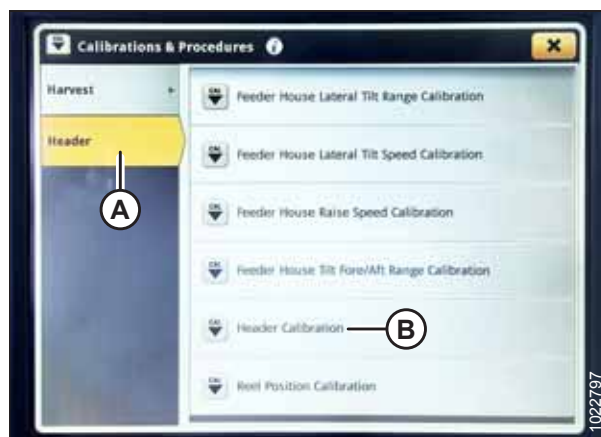 Calibrations & Procedures
Harvest
Header
Feeder House Lateral Tilt Range Calibration
Feeder House Lateral Tilt Speed Calibration
Feeder House Raise Speed Calibration
Feeder House Tilt Fore/Aft Range Calibration
Header Calibration
Reel Position Calibration
A
B
1022797